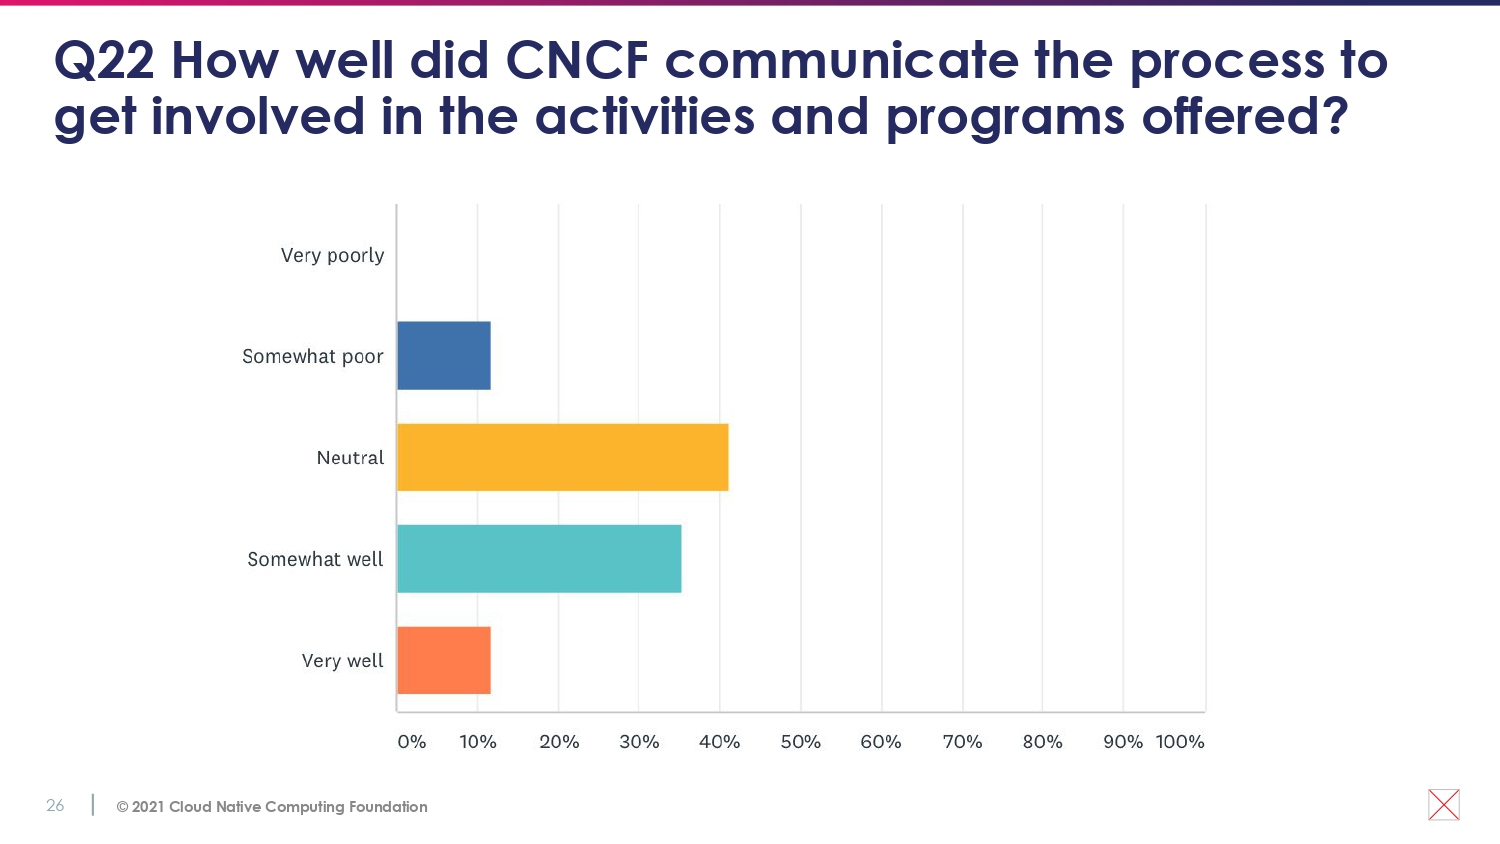 Q22 How well did CNCF communicate the process to
get involved in the activities and programs offered?
Very poorly
Somewhat poor
Neutral
Somewhat well
Very well
0% 10% 20% 30% 40% 50% 60% 70% 80% 90% 100%
26 © 2021 Cloud Native Computing Foundation